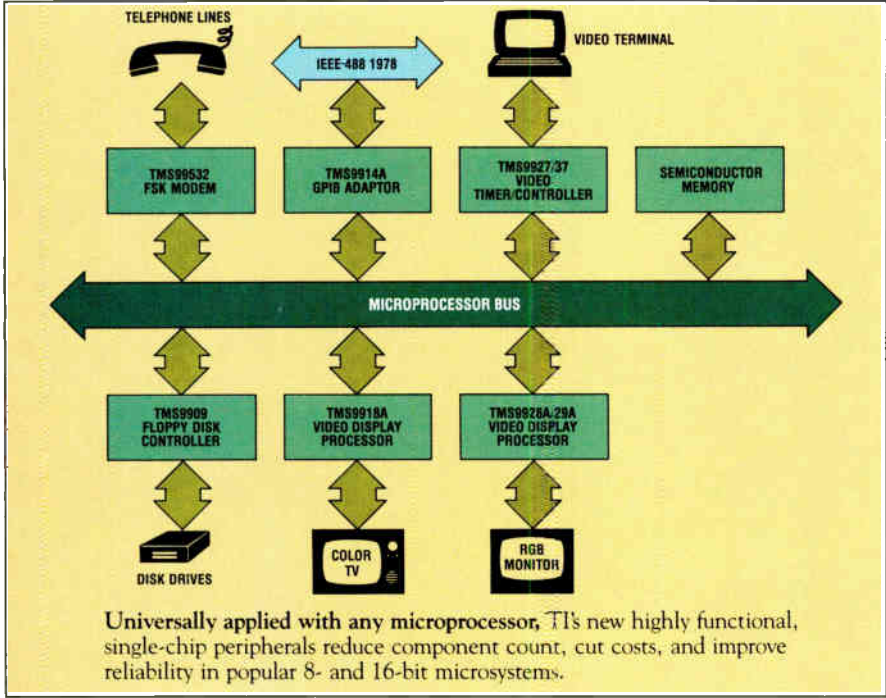 TELEPHONE LINES
IEEE-488 1978
VIDEO TERMINAL
TMS99532
FSK MODEM
TMS9914A
GPIB ADAPTOR
TMS9927/37
VIDEO
TIMER/CONTROLLER
SEMICONDUCTOR
MEMORY
MICROPROCESSOR BUS
TMS9909
FLOPPY DISK
CONTROLLER
TMS9918A
VIDEO DISPLAY
PROCESSOR
TMS9928A/29A
VIDEO DISPLAY
PROCESSOR
DISK DRIVES
COLOR
TV
RGB
MONITOR
Universally applied with any microprocessor, TI's new highly functional,
single-chip peripherals reduce component count, cut costs, and improve
reliability in popular 8- and 16-bit microsystems.